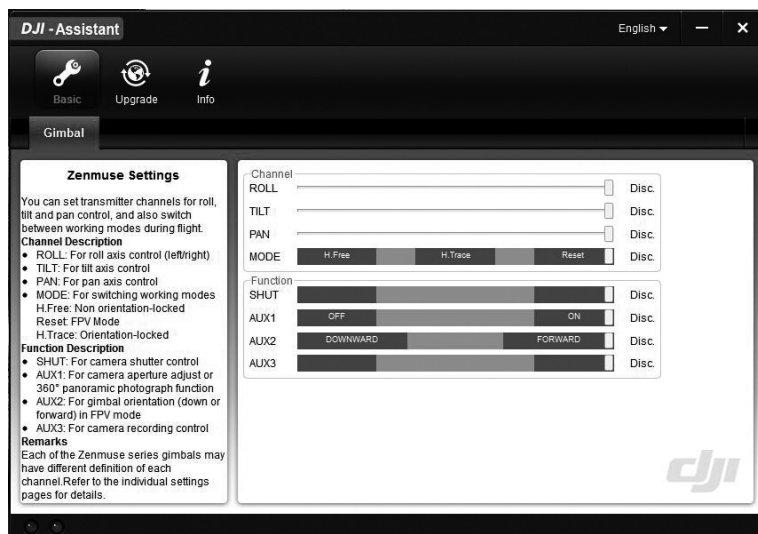 DJI - Assistant
English
Basic
Upgrade
Info
Gimbal
Zenmuse Settings
You can set transmitter channels for roll,
tilt and pan control, and also switch
between working modes during flight.
Channel Description
• ROLL: For roll axis control (left/right)
• TILT: For tilt axis control
• PAN: For pan axis control
• MODE: For switching working modes
H.Free: Non orientation-locked
Reset: FPV Mode
H.Trace: Orientation-locked
Function Description
• SHUT: For camera shutter control
• AUX1: For camera aperture adjust or
360° panoramic photograph function
• AUX2: For gimbal orientation (down or
forward) in FPV mode
• AUX3: For camera recording control
Remarks
Each of the Zenmuse series gimbals may
have different definition of each
channel.Refer to the individual settings
pages for details.
Channel
ROLL Disc.
TILT Disc.
PAN Disc.
MODE H.Free H.Trace Reset Disc.
Function
SHUT Disc.
AUX1 OFF ON Disc.
AUX2 DOWNWARD FORWARD Disc.
AUX3 Disc.
dji